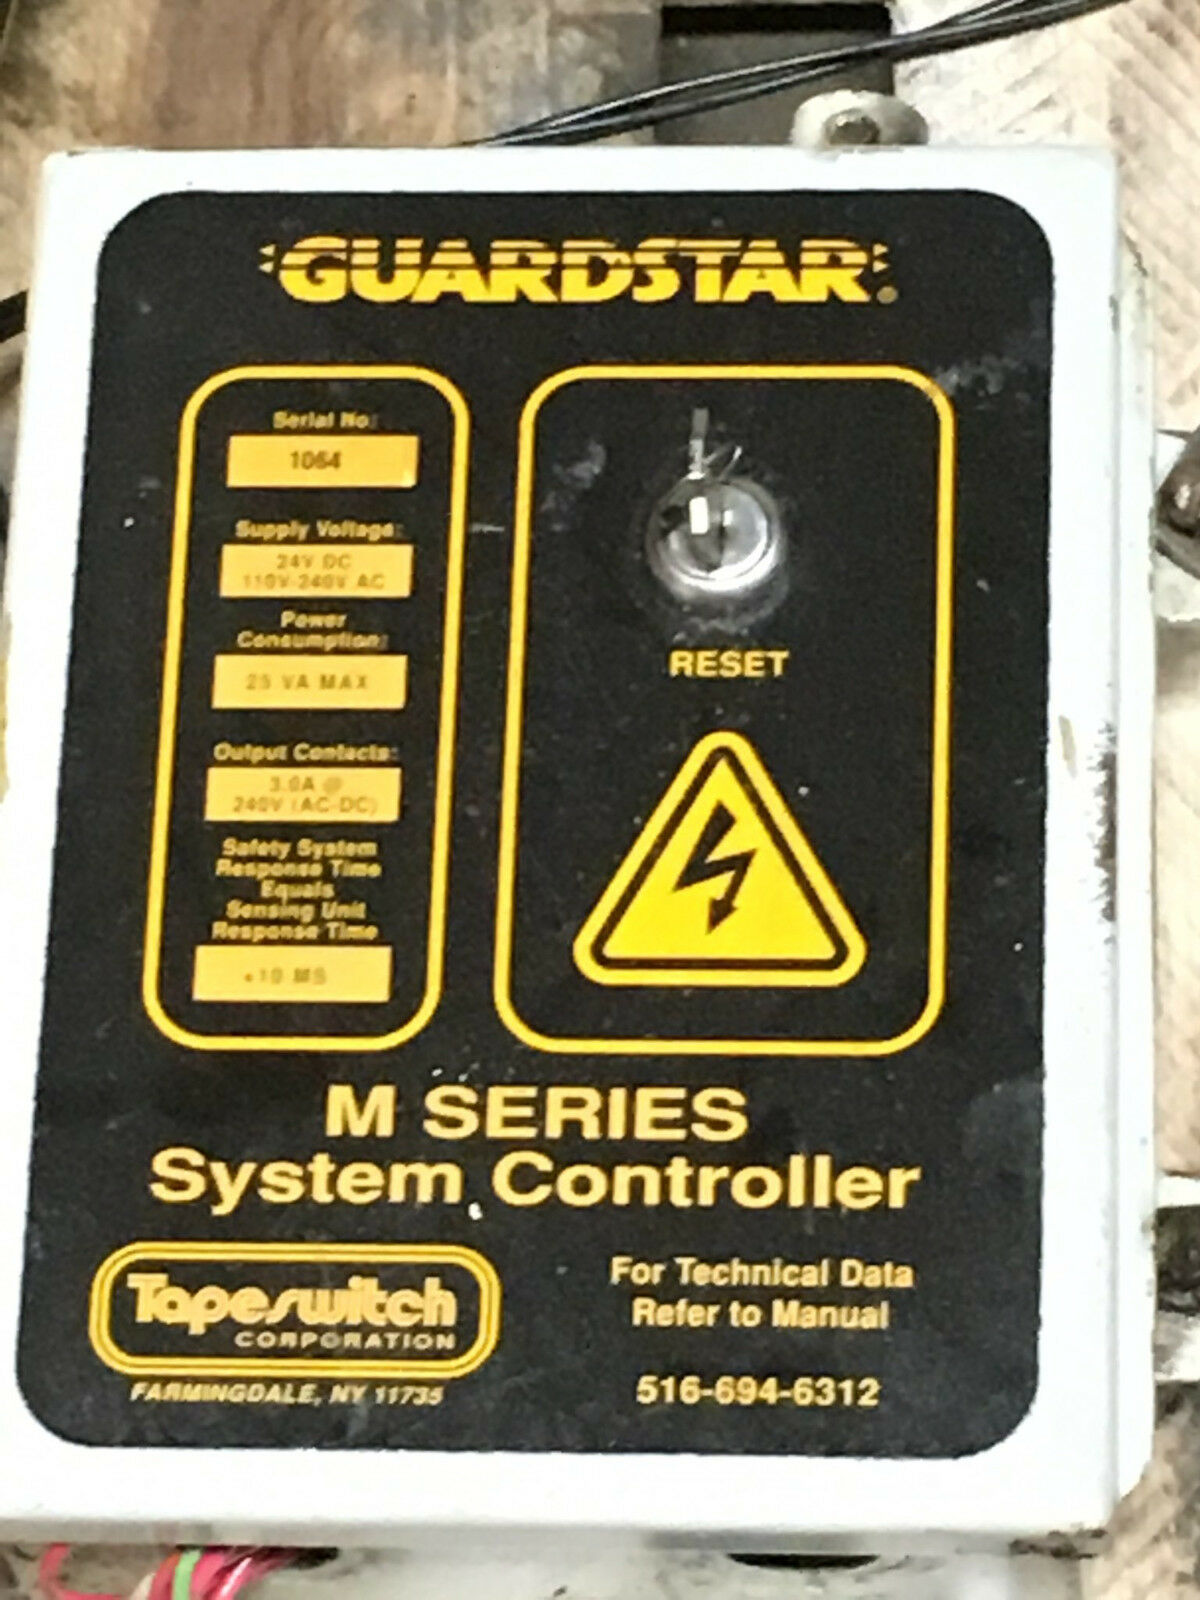 GUARDSTAR®
Serial No:
1064
Supply Voltage:
24V DC
110V-240V AC
Power
Consumption:
25 VA MAX
Output Contacts:
3.0A @
240V (AC-DC)
Safety System
Response Time
Equals
Sensing Unit
Response Time
+10 MS
RESET
M SERIES
System Controller
Tapeswitch
CORPORATION
FARMINGDALE, NY 11735
For Technical Data
Refer to Manual
516-694-6312